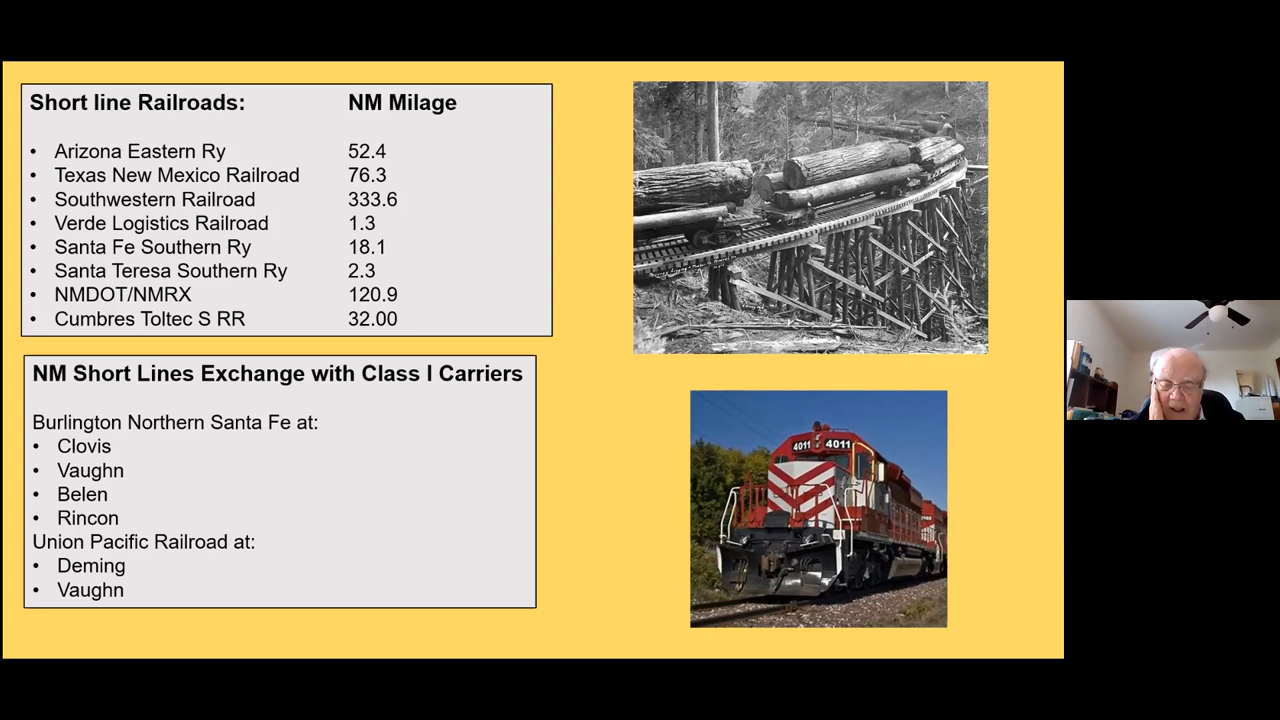 Short line Railroads: NM Milage
• Arizona Eastern Ry 52.4
• Texas New Mexico Railroad 76.3
• Southwestern Railroad 333.6
• Verde Logistics Railroad 1.3
• Santa Fe Southern Ry 18.1
• Santa Teresa Southern Ry 2.3
• NMDOT/NMRX 120.9
• Cumbres Toltec S RR 32.00
NM Short Lines Exchange with Class I Carriers
Burlington Northern Santa Fe at:
• Clovis
• Vaughn
• Belen
• Rincon
Union Pacific Railroad at:
• Deming
• Vaughn
4011 4011